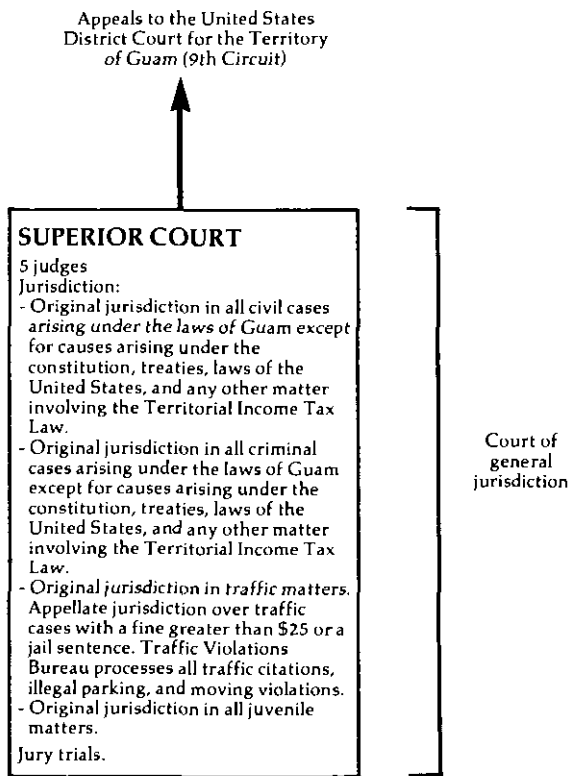 Appeals to the United States
District Court for the Territory
of Guam (9th Circuit)
SUPERIOR COURT
5 judges
Jurisdiction:
- Original jurisdiction in all civil cases
arising under the laws of Guam except
for causes arising under the
constitution, treaties, laws of the
United States, and any other matter
involving the Territorial Income Tax
Law.
- Original jurisdiction in all criminal
cases arising under the laws of Guam
except for causes arising under the
constitution, treaties, laws of the
United States, and any other matter
involving the Territorial Income Tax
Law.
- Original jurisdiction in traffic matters.
Appellate jurisdiction over traffic
cases with a fine greater than $25 or a
jail sentence. Traffic Violations
Bureau processes all traffic citations,
illegal parking, and moving violations.
- Original jurisdiction in all juvenile
matters.
Jury trials.
Court of
general
jurisdiction